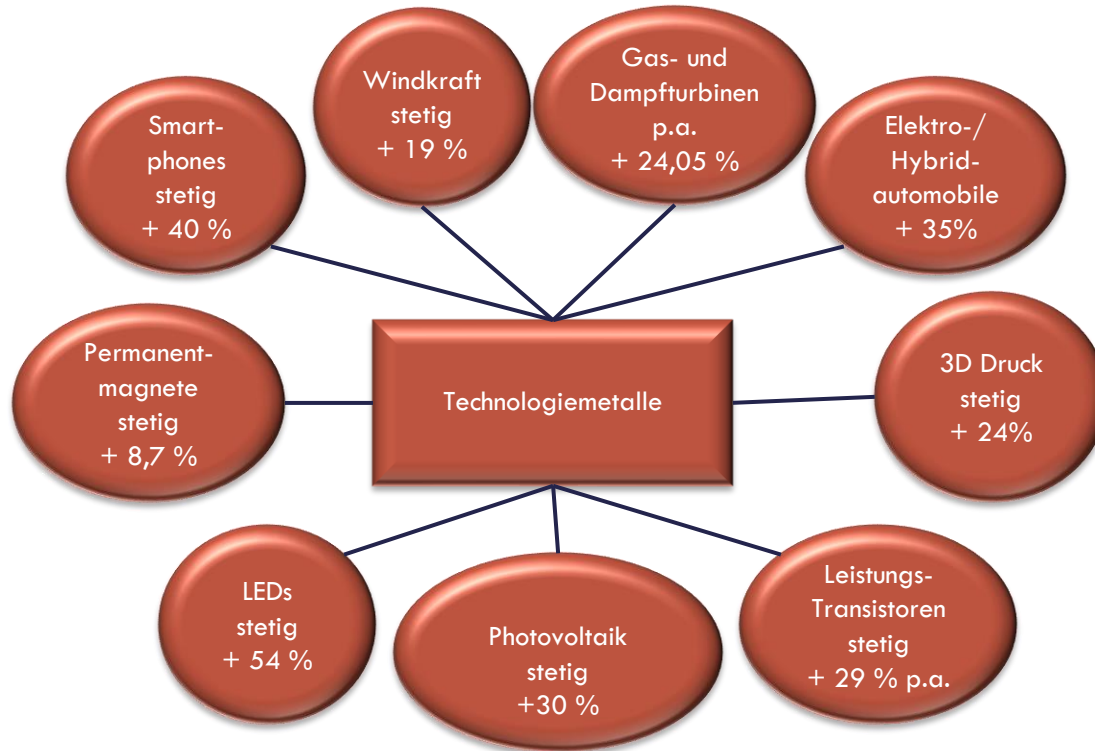 Smart-
phones
stetig
+ 40 %
Windkraft
stetig
+ 19 %
Gas- und
Dampfturbinen
p.a.
+ 24,05 %
Elektro-/
Hybrid-
automobile
+ 35%
Permanent-
magnete
stetig
+ 8,7 %
Technologiemetalle
3D Druck
stetig
+ 24%
LEDs
stetig
+ 54 %
Photovoltaik
stetig
+30 %
Leistungs-
Transistoren
stetig
+ 29 % p.a.